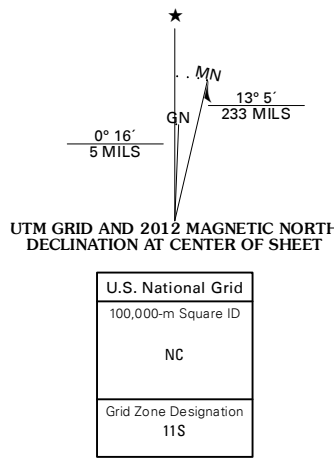 ★
MN
GN
13° 5´
233 MILS
0° 16´
5 MILS
UTM GRID AND 2012 MAGNETIC NORTH
DECLINATION AT CENTER OF SHEET
U.S. National Grid
100,000-m Square ID
NC
Grid Zone Designation
11S